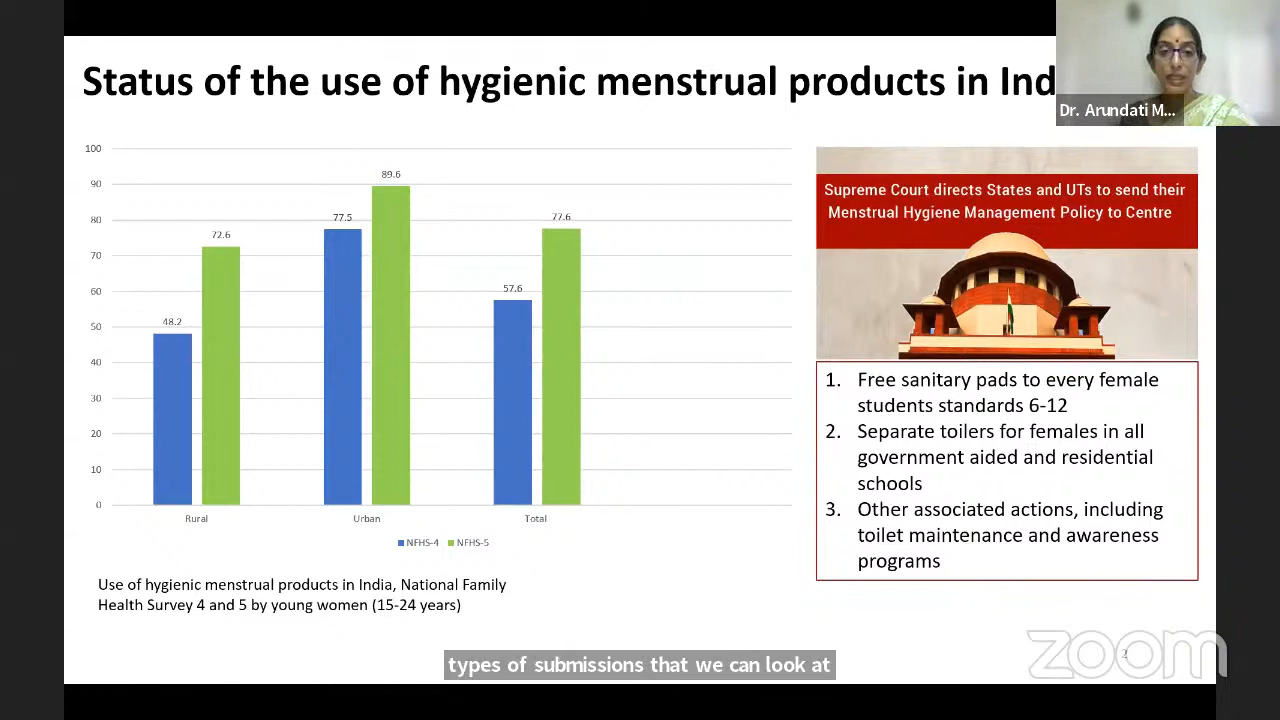 Status of the use of hygienic menstrual products in Ind
Dr. Arundati M...
100
90
80
70
60
50
40
30
20
10
0
48.2
72.6
77.5
89.6
57.6
77.6
Rural
Urban
Total
NFHS-4
NFHS-5
Use of hygienic menstrual products in India, National Family
Health Survey 4 and 5 by young women (15-24 years)
Supreme Court directs States and UTs to send their
Menstrual Hygiene Management Policy to Centre
1. Free sanitary pads to every female
students standards 6-12
2. Separate toilers for females in all
government aided and residential
schools
3. Other associated actions, including
toilet maintenance and awareness
programs
types of submissions that we can look at
zoom
2